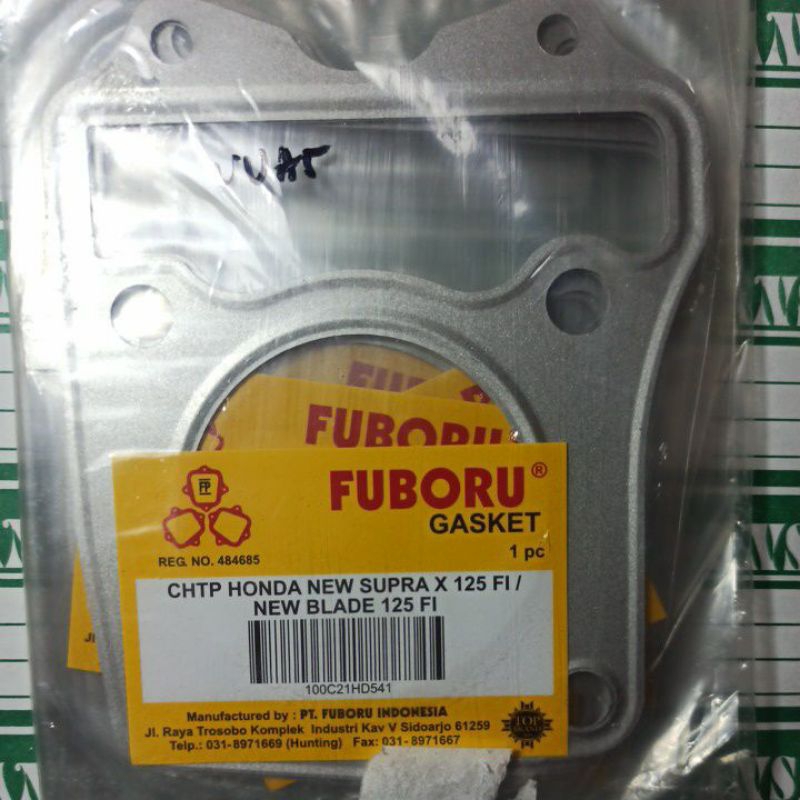 FUBORU
FUBORU®
GASKET
1 pc
REG. NO. 484685
CHTP HONDA NEW SUPRA X 125 FI /
NEW BLADE 125 FI
100C21HD541
Manufactured by : PT. FUBORU INDONESIA
Jl. Raya Trosobo Komplek Industri Kav V Sidoarjo 61259
Telp.: 031-8971669 (Hunting) Fax: 031- 8971667
TOP